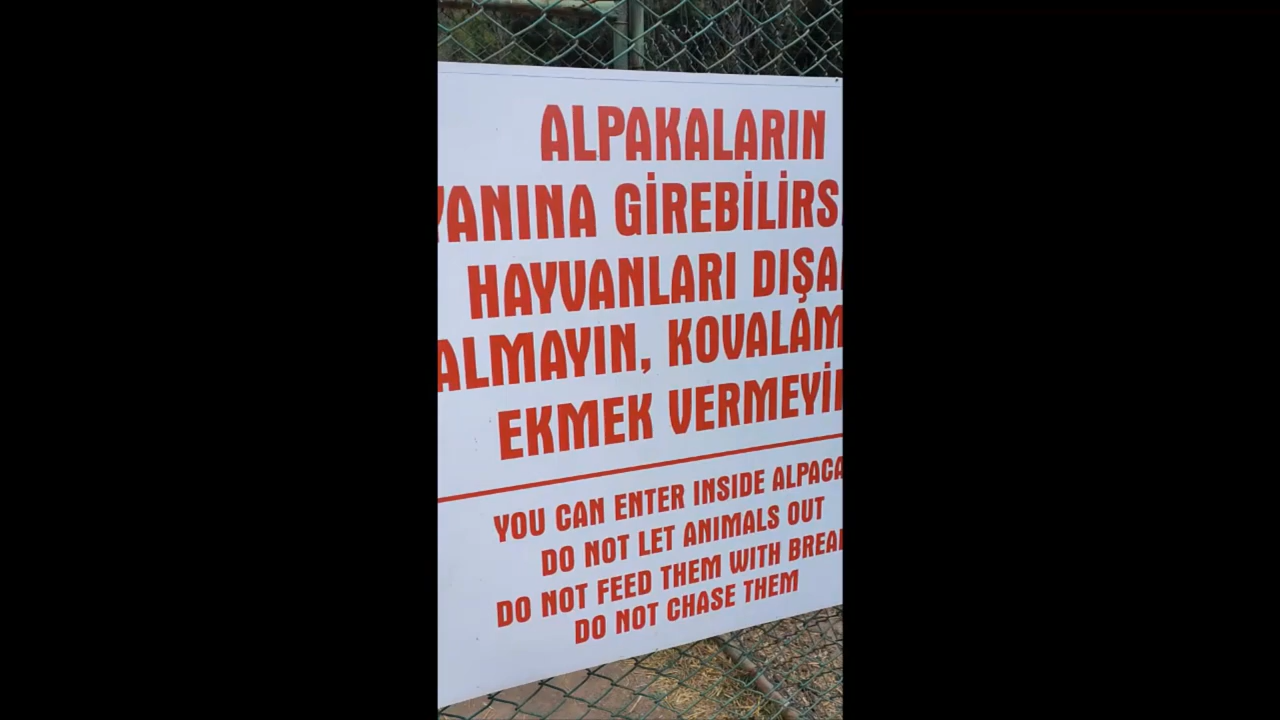 ALPAKALARIN
YANINA GİREBİLİRS
HAYVANLARI DIŞA
ALMAYIN, KOVALAM
EKMEK VERMEYİ
YOU CAN ENTER INSIDE ALPACA
DO NOT LET ANIMALS OUT
DO NOT FEED THEM WITH BREA
DO NOT CHASE THEM